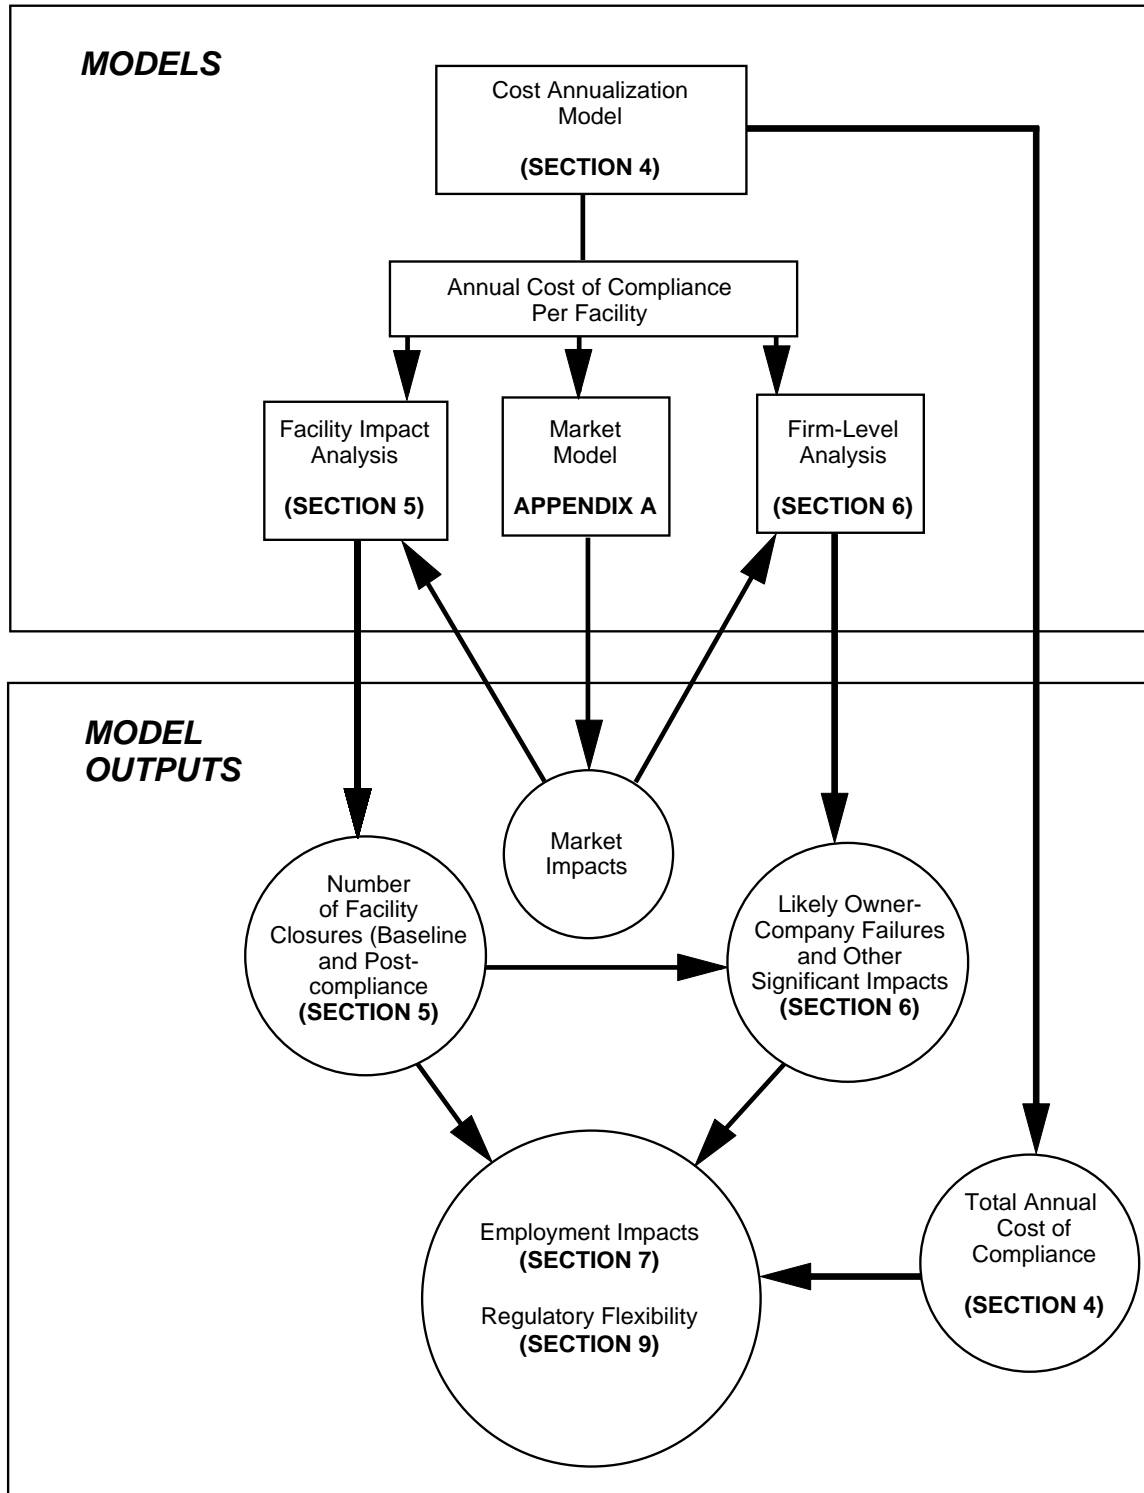 MODELS
Cost Annualization
Model
(SECTION 4)
Annual Cost of Compliance
Per Facility
Facility Impact
Analysis
(SECTION 5)
Market
Model
APPENDIX A
Firm-Level
Analysis
(SECTION 6)
MODEL
OUTPUTS
Market
Impacts
Number
of Facility
Closures (Baseline
and Post-
compliance
(SECTION 5)
Likely Owner-
Company Failures
and Other
Significant Impacts
(SECTION 6)
Employment Impacts
(SECTION 7)
Regulatory Flexibility
(SECTION 9)
Total Annual
Cost of
Compliance
(SECTION 4)